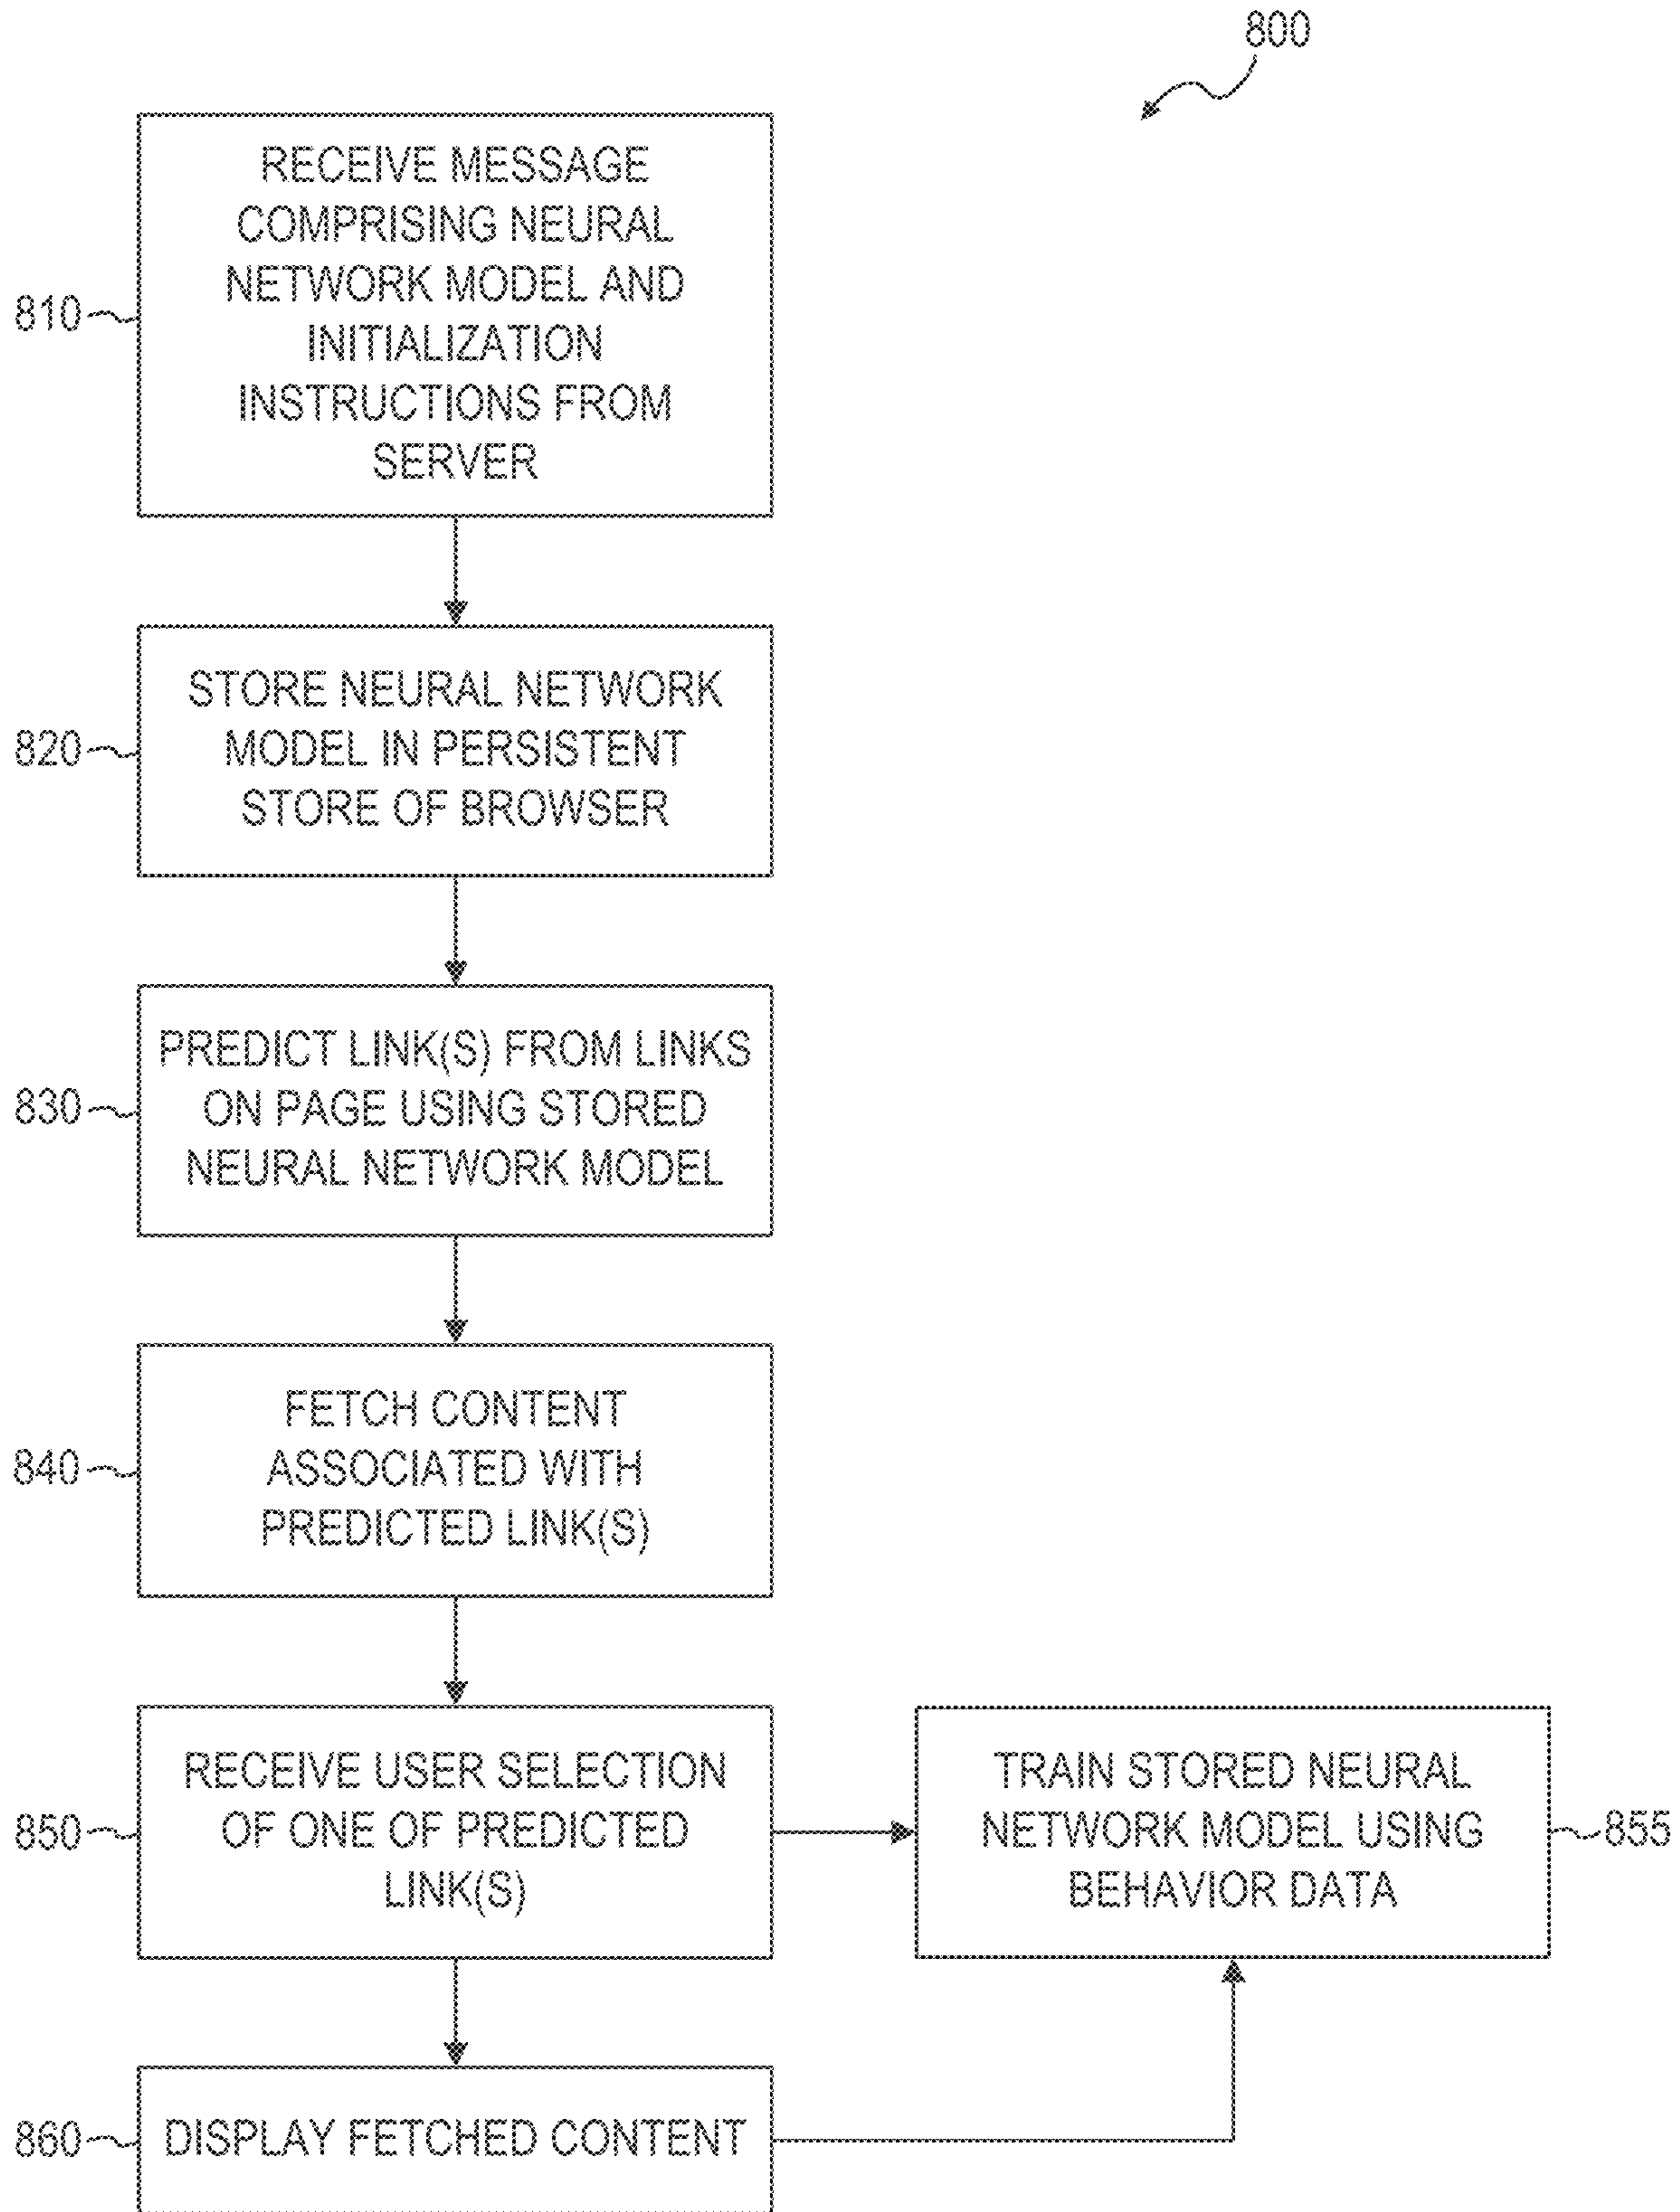 800
RECEIVE MESSAGE
COMPRISING NEURAL
NETWORK MODEL AND
INITIALIZATION
INSTRUCTIONS FROM
SERVER
810
STORE NEURAL NETWORK
MODEL IN PERSISTENT
STORE OF BROWSER
820
PREDICT LINK(S) FROM LINKS
ON PAGE USING STORED
NEURAL NETWORK MODEL
830
FETCH CONTENT
ASSOCIATED WITH
PREDICTED LINK(S)
840
RECEIVE USER SELECTION
OF ONE OF PREDICTED
LINK(S)
850
TRAIN STORED NEURAL
NETWORK MODEL USING
BEHAVIOR DATA
855
DISPLAY FETCHED CONTENT
860